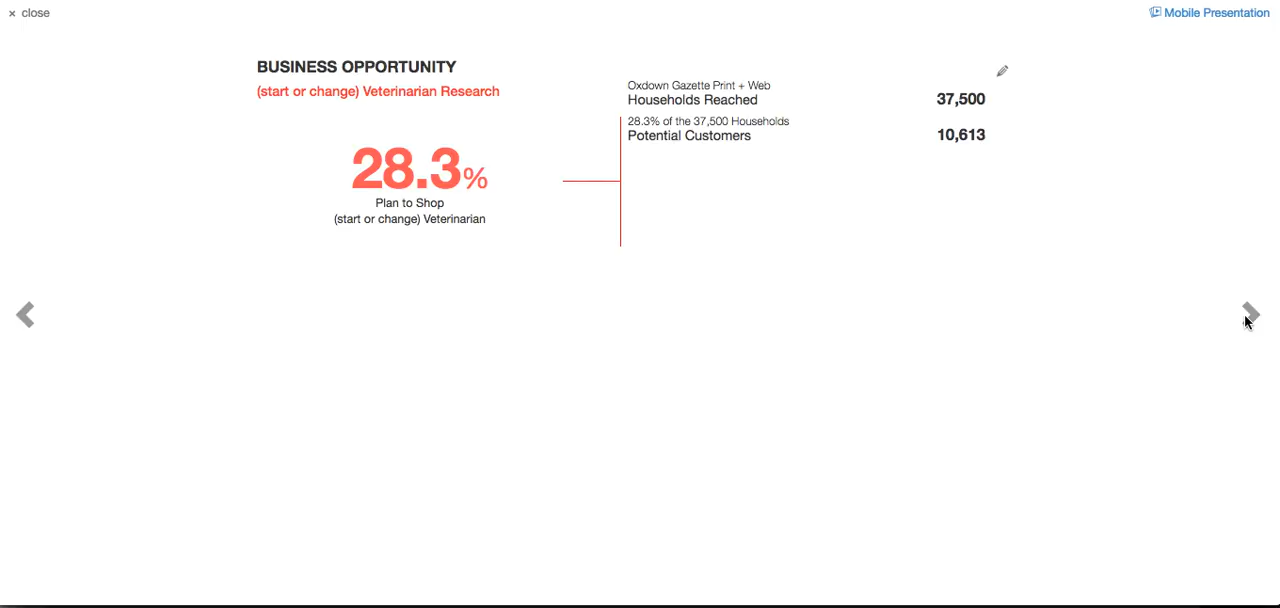 × close
Mobile Presentation
BUSINESS OPPORTUNITY
(start or change) Veterinarian Research
28.3%
Plan to Shop
(start or change) Veterinarian
Oxdown Gazette Print + Web
Households Reached 37,500
28.3% of the 37,500 Households
Potential Customers 10,613